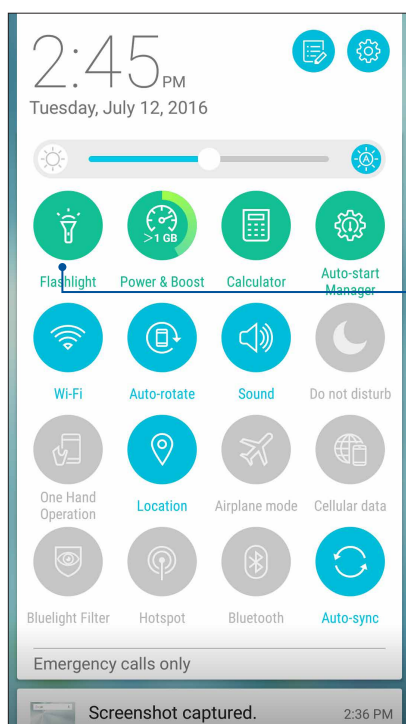 2:45 PM
Tuesday, July 12, 2016
A
>1 GB
Flashlight
Power & Boost
Calculator
Auto-start
Manager
Wi-Fi
Auto-rotate
Sound
Do not disturb
One Hand
Operation
Location
Airplane mode
Cellular data
Bluelight Filter
Hotspot
Bluetooth
Auto-sync
Emergency calls only
Screenshot captured.
2:36 PM